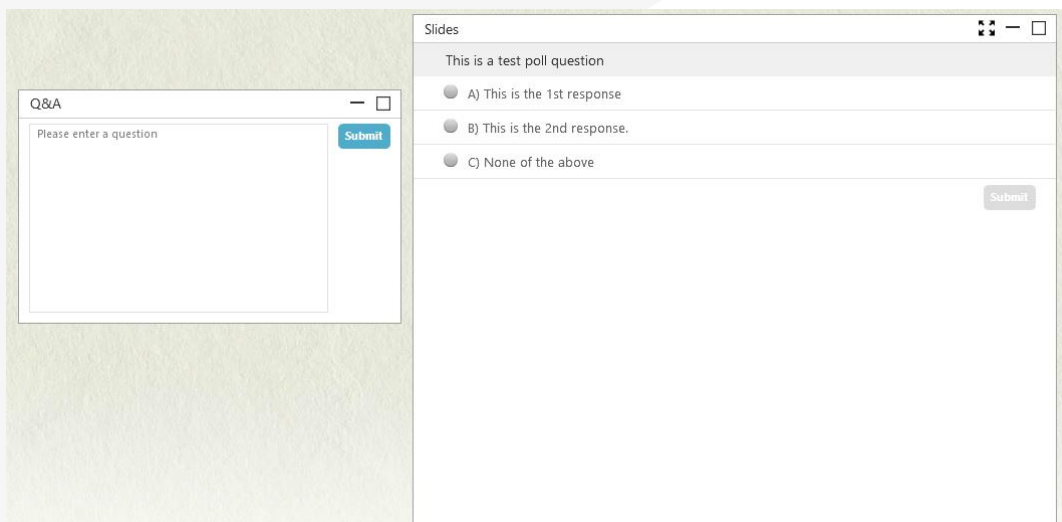 Q&A
Please enter a question
Submit
Slides
This is a test poll question
A) This is the 1st response
B) This is the 2nd response.
C) None of the above
Submit